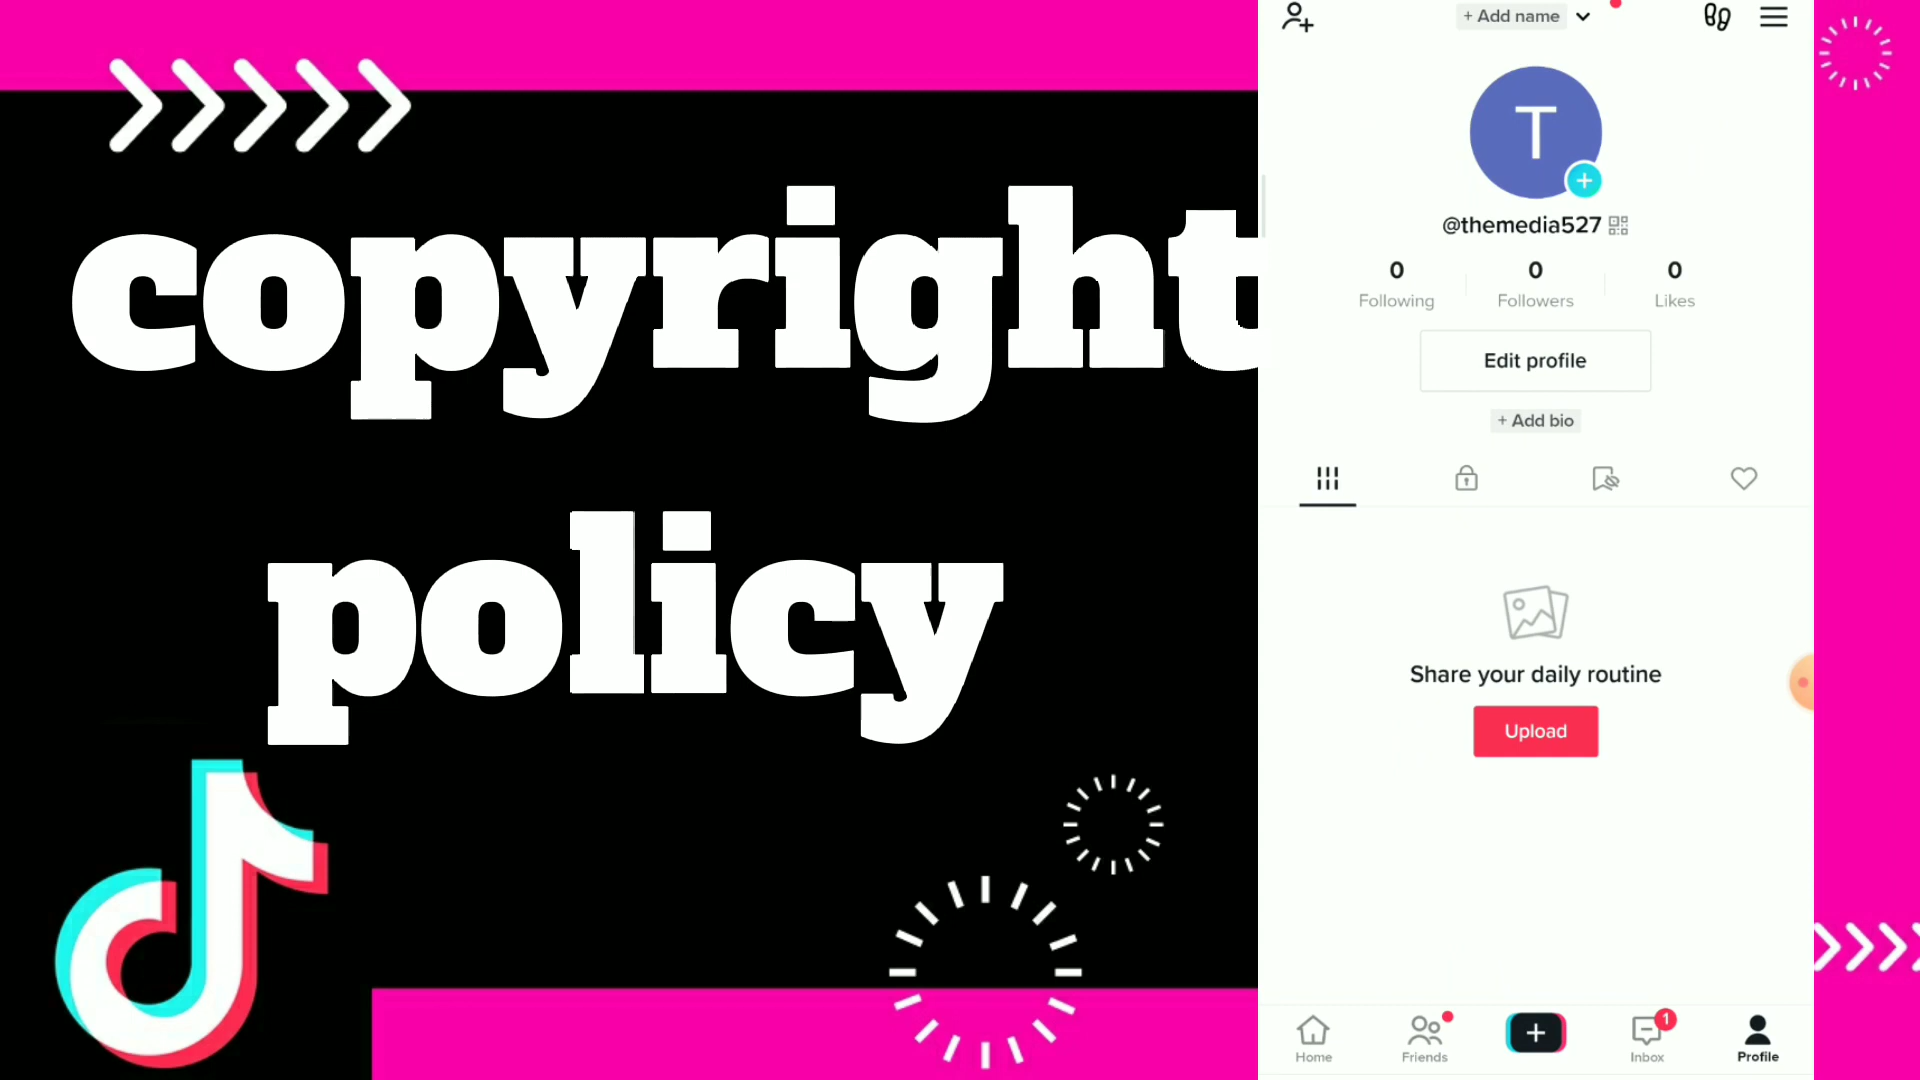 copyright
policy
+ Add name
T
@themedia527
0 0 0
Following Followers Likes
Edit profile
+ Add bio
Share your daily routine
Upload
1
Home Friends Inbox Profile